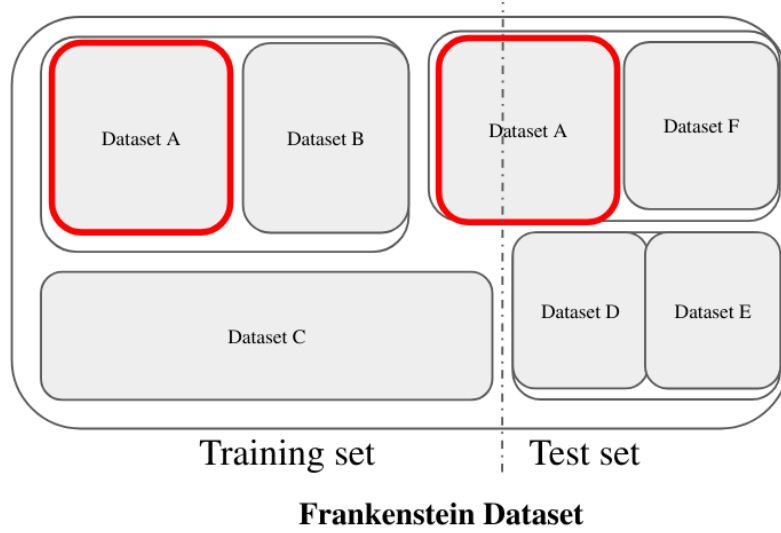 Dataset A
Dataset B
Dataset A
Dataset F
Dataset C
Dataset D
Dataset E
Training set
Test set
Frankenstein Dataset